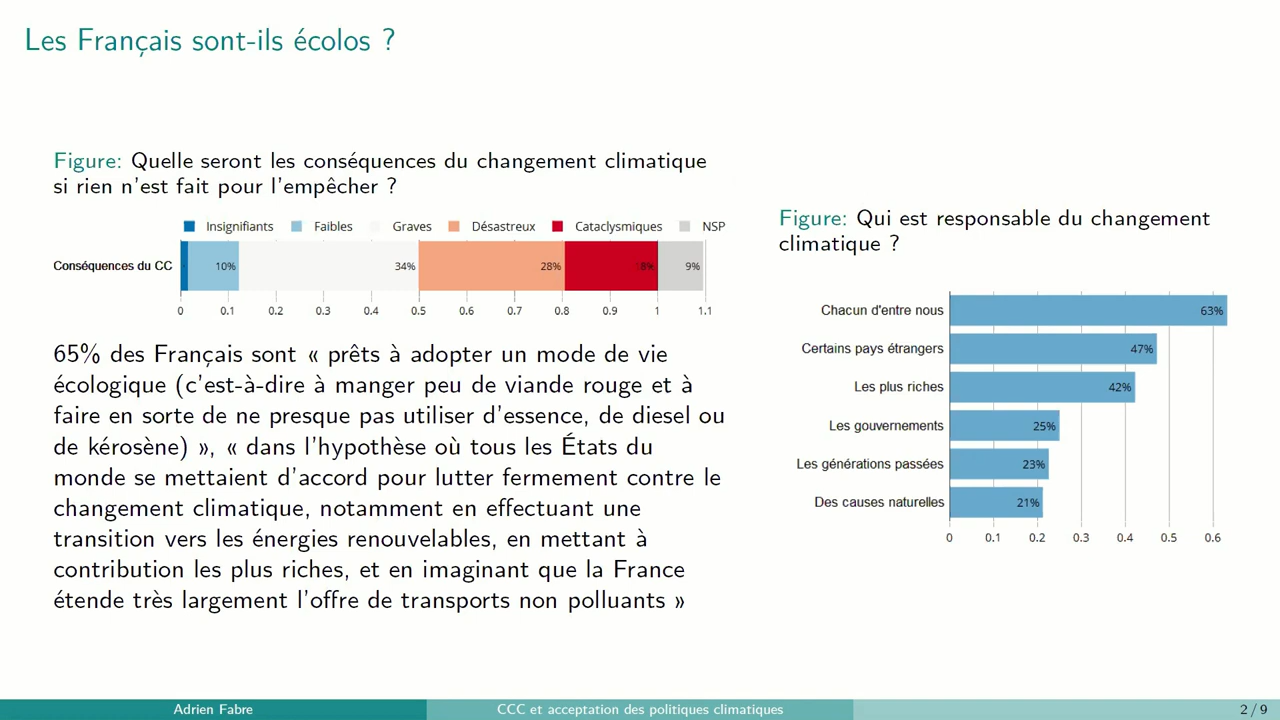 Les Français sont-ils écolos ?
Figure: Quelle seront les conséquences du changement climatique
si rien n'est fait pour l'empêcher ?
Insignifiants Faibles Graves Désastreux Cataclysmiques NSP
Conséquences du CC 10% 34% 28% 18% 9%
0 0.1 0.2 0.3 0.4 0.5 0.6 0.7 0.8 0.9 1 1.1
65% des Français sont « prêts à adopter un mode de vie
écologique (c'est-à-dire à manger peu de viande rouge et à
faire en sorte de ne presque pas utiliser d'essence, de diesel ou
de kérosène) », « dans l'hypothèse où tous les États du
monde se mettaient d'accord pour lutter fermement contre le
changement climatique, notamment en effectuant une
transition vers les énergies renouvelables, en mettant à
contribution les plus riches, et en imaginant que la France
étende très largement l'offre de transports non polluants »
Figure: Qui est responsable du changement
climatique ?
Chacun d'entre nous 63%
Certains pays étrangers 47%
Les plus riches 42%
Les gouvernements 25%
Les générations passées 23%
Des causes naturelles 21%
0 0.1 0.2 0.3 0.4 0.5 0.6
Adrien Fabre CCC et acceptation des politiques climatiques 2 / 9